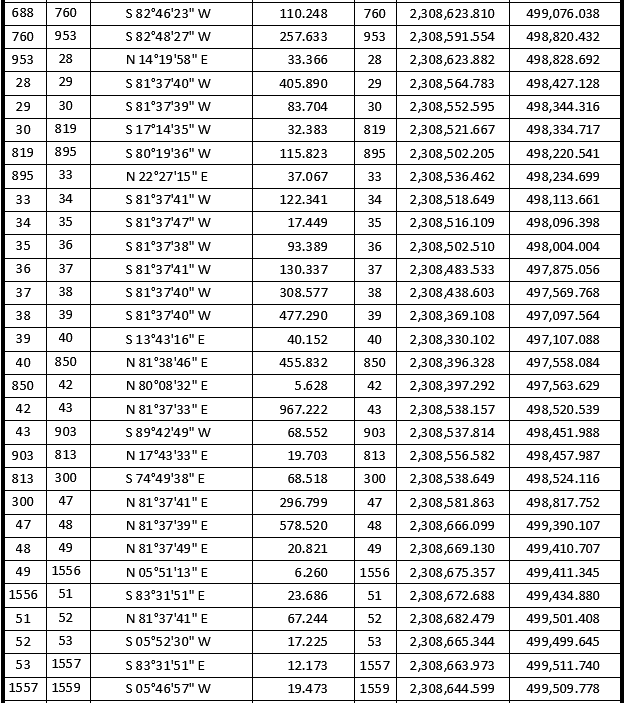 688 760 S 82°46'23" W 110.248 760 2,308,623.810 499,076.038
760 953 S 82°48'27" W 257.633 953 2,308,591.554 498,820.432
953 28 N 14°19'58" E 33.366 28 2,308,623.882 498,828.692
28 29 S 81°37'40" W 405.890 29 2,308,564.783 498,427.128
29 30 S 81°37'39" W 83.704 30 2,308,552.595 498,344.316
30 819 S 17°14'35" W 32.383 819 2,308,521.667 498,334.717
819 895 S 80°19'36" W 115.823 895 2,308,502.205 498,220.541
895 33 N 22°27'15" E 37.067 33 2,308,536.462 498,234.699
33 34 S 81°37'41" W 122.341 34 2,308,518.649 498,113.661
34 35 S 81°37'47" W 17.449 35 2,308,516.109 498,096.398
35 36 S 81°37'38" W 93.389 36 2,308,502.510 498,004.004
36 37 S 81°37'41" W 130.337 37 2,308,483.533 497,875.056
37 38 S 81°37'40" W 308.577 38 2,308,438.603 497,569.768
38 39 S 81°37'40" W 477.290 39 2,308,369.108 497,097.564
39 40 S 13°43'16" E 40.152 40 2,308,330.102 497,107.088
40 850 N 81°38'46" E 455.832 850 2,308,396.328 497,558.084
850 42 N 80°08'32" E 5.628 42 2,308,397.292 497,563.629
42 43 N 81°37'33" E 967.222 43 2,308,538.157 498,520.539
43 903 S 89°42'49" W 68.552 903 2,308,537.814 498,451.988
903 813 N 17°43'33" E 19.703 813 2,308,556.582 498,457.987
813 300 S 74°49'38" E 68.518 300 2,308,538.649 498,524.116
300 47 N 81°37'41" E 296.799 47 2,308,581.863 498,817.752
47 48 N 81°37'39" E 578.520 48 2,308,666.099 499,390.107
48 49 N 81°37'49" E 20.821 49 2,308,669.130 499,410.707
49 1556 N 05°51'13" E 6.260 1556 2,308,675.357 499,411.345
1556 51 S 83°31'51" E 23.686 51 2,308,672.688 499,434.880
51 52 N 81°37'41" E 67.244 52 2,308,682.479 499,501.408
52 53 S 05°52'30" W 17.225 53 2,308,665.344 499,499.645
53 1557 S 83°31'51" E 12.173 1557 2,308,663.973 499,511.740
1557 1559 S 05°46'57" W 19.473 1559 2,308,644.599 499,509.778